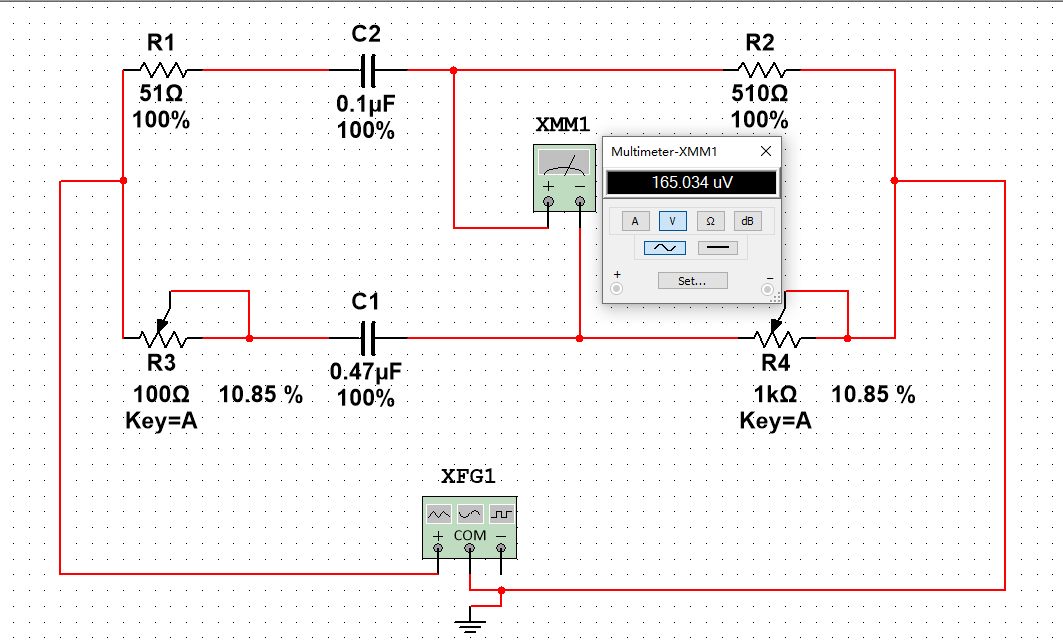 R1
51Ω
100%
C2
0.1µF
100%
R2
510Ω
100%
XMM1
+ −
Multimeter-XMM1
165.034 uV
A V Ω dB
+ Set... −
R3
100Ω 10.85 %
Key=A
C1
0.47µF
100%
R4
1kΩ 10.85 %
Key=A
XFG1
+ COM −